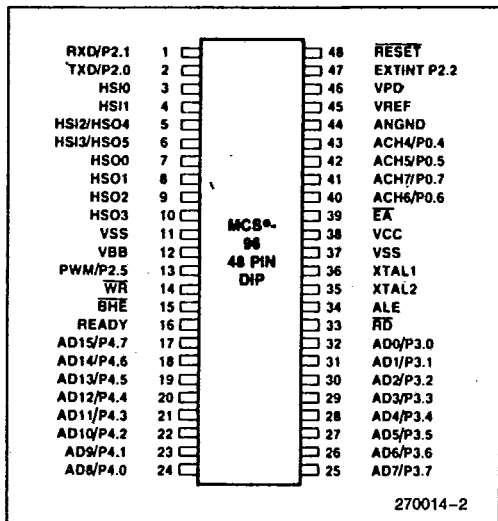 RXD/P2.1 1 48 RESET
TXD/P2.0 2 47 EXTINT P2.2
HSI0 3 46 VPD
HSI1 4 45 VREF
HSI2/HSO4 5 44 ANGND
HSI3/HSO5 6 43 ACH4/P0.4
HSO0 7 42 ACH5/P0.5
HSO1 8 41 ACH7/P0.7
HSO2 9 40 ACH6/P0.6
HSO3 10 39 EA
VSS 11 38 VCC
VBB 12 37 VSS
PWM/P2.5 13 36 XTAL1
WR 14 35 XTAL2
BHE 15 34 ALE
READY 16 33 RD
AD15/P4.7 17 32 AD0/P3.0
AD14/P4.6 18 31 AD1/P3.1
AD13/P4.5 19 30 AD2/P3.2
AD12/P4.4 20 29 AD3/P3.3
AD11/P4.3 21 28 AD4/P3.4
AD10/P4.2 22 27 AD5/P3.5
AD9/P4.1 23 26 AD6/P3.6
AD8/P4.0 24 25 AD7/P3.7
MCS®-
96
48 PIN
DIP
270014-2